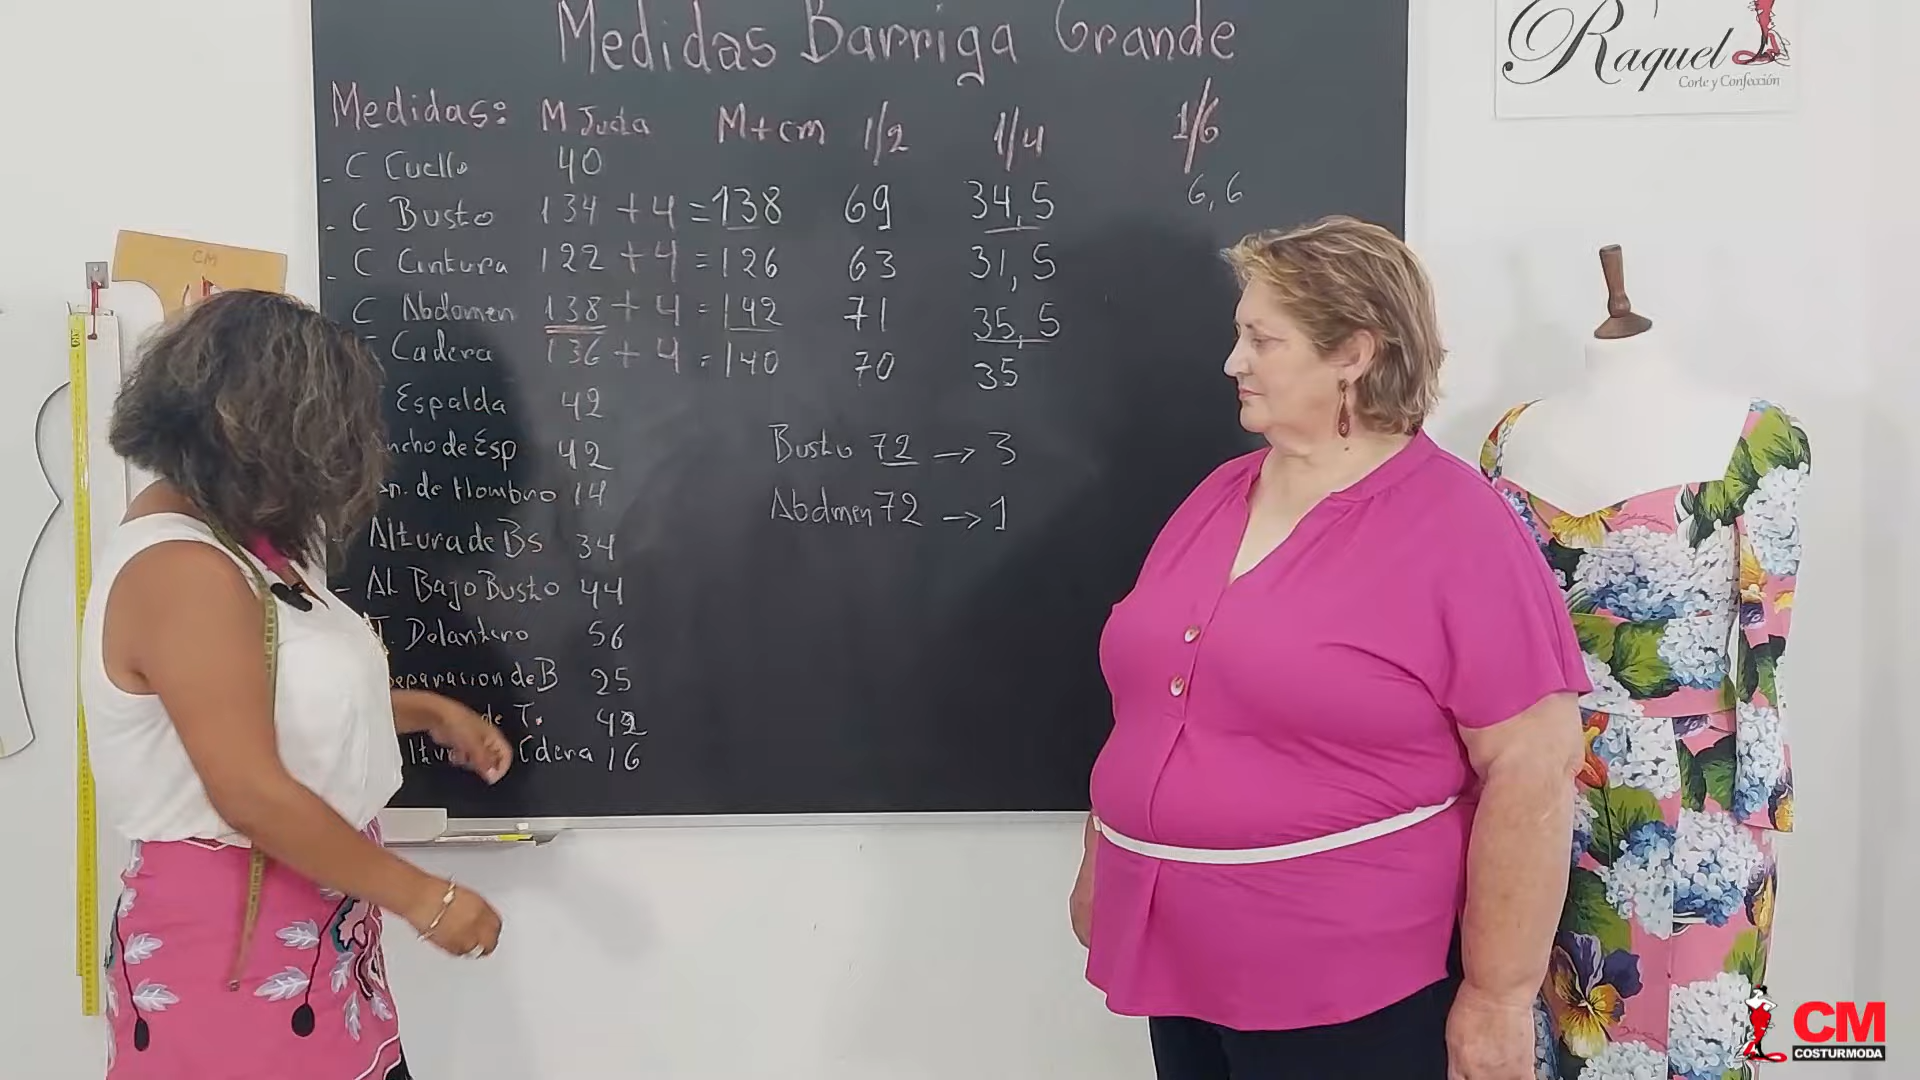 Medidas Barriga Grande
Raquel
Corte y Confección
Medidas: M Justa M+cm 1/2 1/4 1/6
- C Cuello 40 6,6
- C Busto 134 + 4 = 138 69 34,5
- C Cintura 122 + 4 = 126 63 31,5
C Abdomen 138 + 4 = 142 71 35,5
C Cadera 136 + 4 = 140 70 35
Espalda 42
ncho de Esp 42
n. de Hombro 14
Altura de Bs 34
- Al Bajo Busto 44
T. Delantero 56
eparasion de B 25
de T. 42
ltur Cdera 16
Busto 72 → 3
Abdmen 72 → 1
CM
CM
COSTURMODA